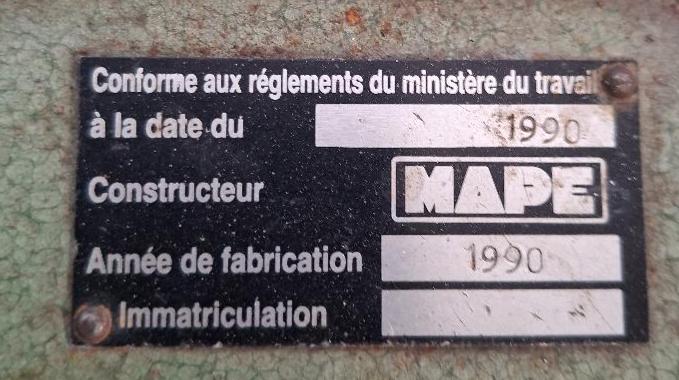 Conforme aux réglements du ministère du travail
à la date du 1990
Constructeur MAPE
Année de fabrication 1990
Immatriculation